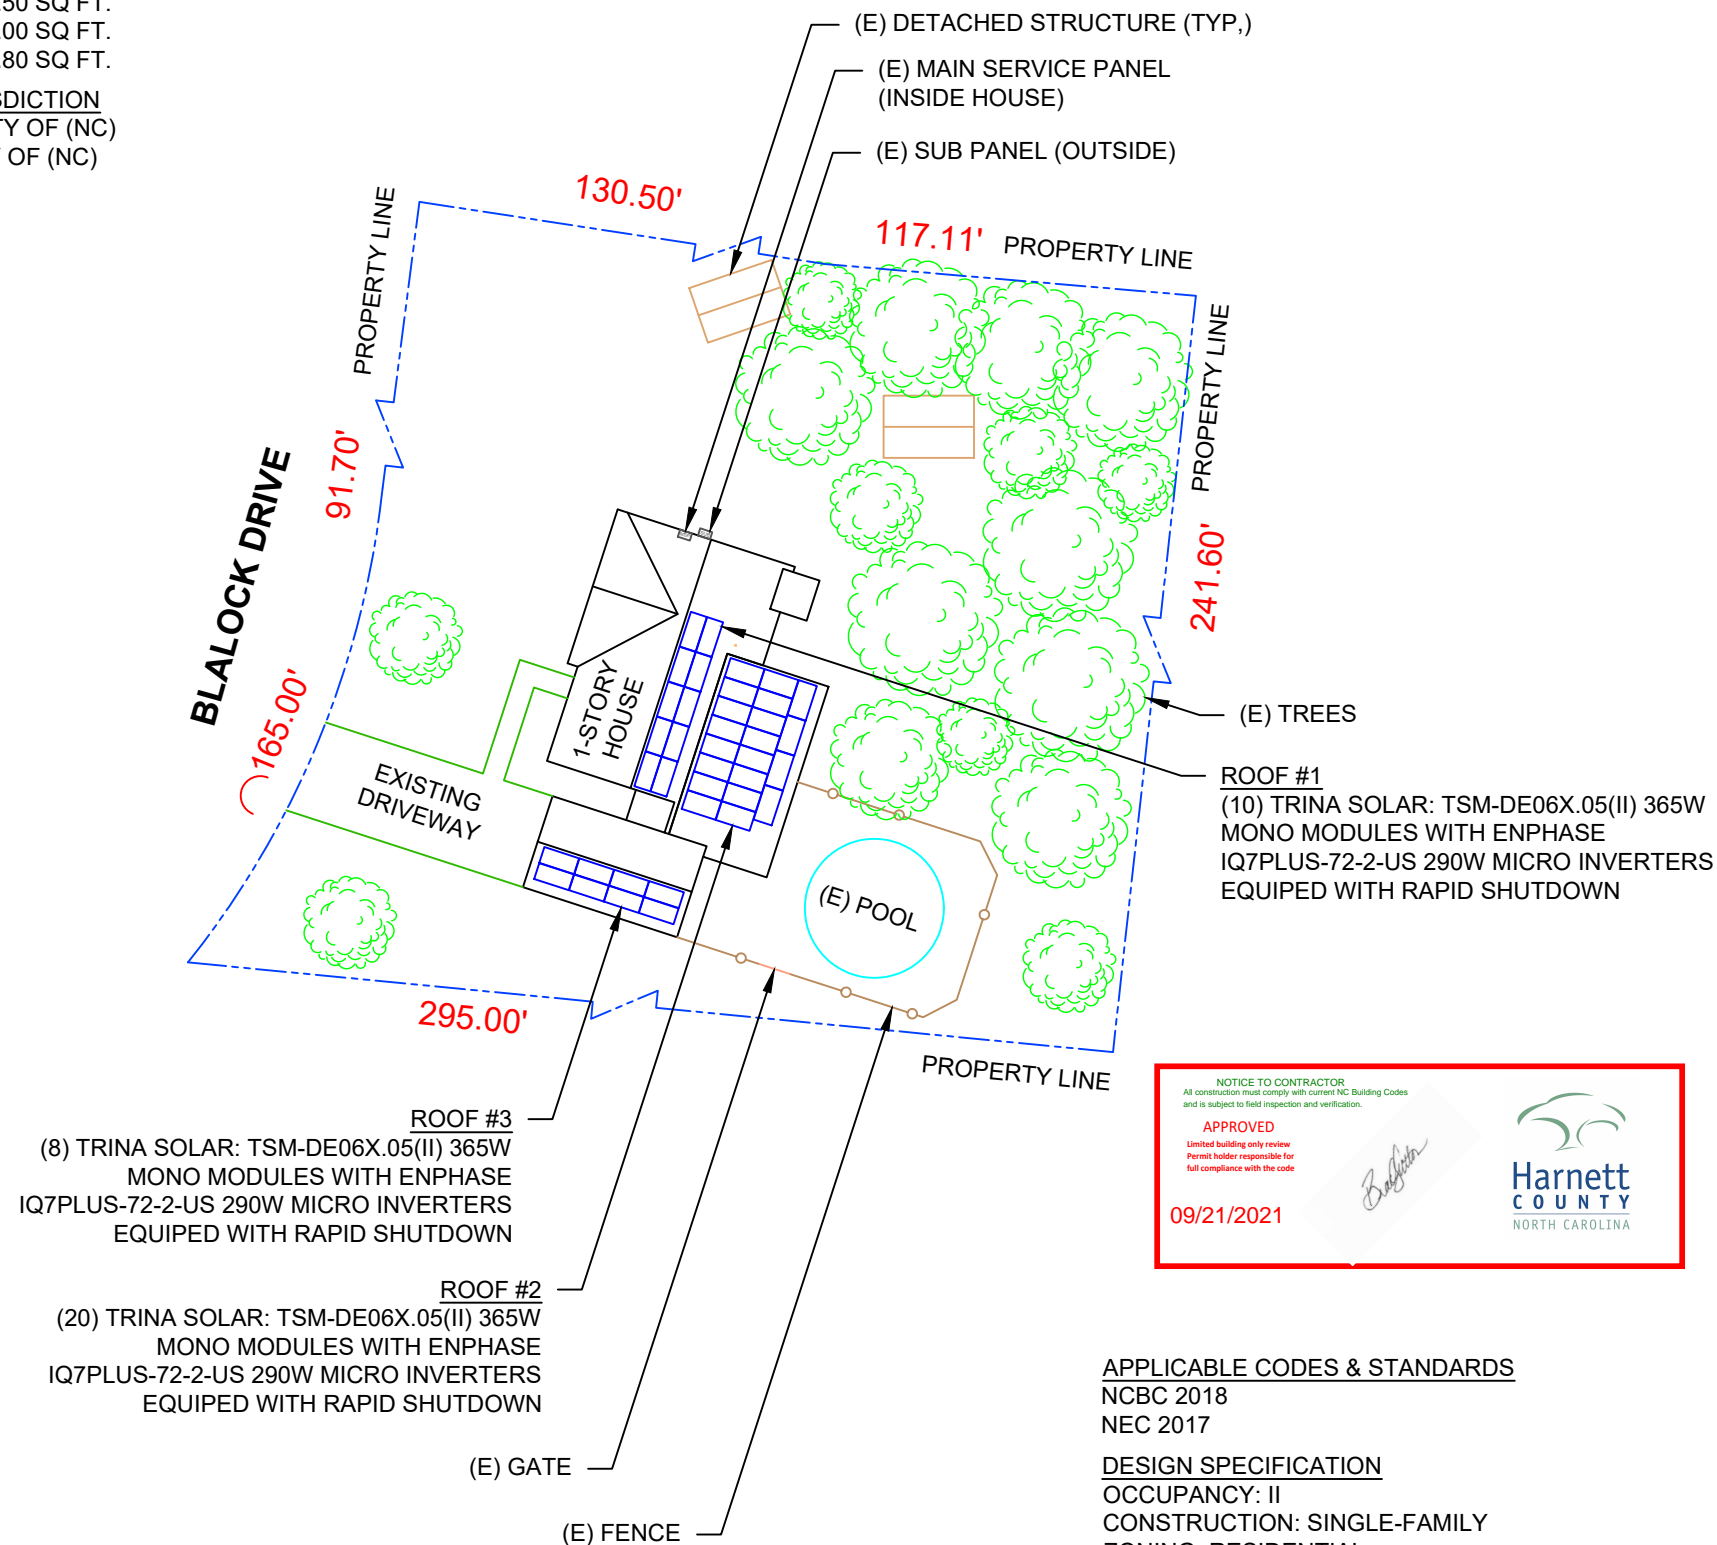 50 SQ FT.
00 SQ FT.
80 SQ FT.
SDICTION
TY OF (NC)
OF (NC)
(E) DETACHED STRUCTURE (TYP,)
(E) MAIN SERVICE PANEL
(INSIDE HOUSE)
(E) SUB PANEL (OUTSIDE)
130.50'
117.11'
PROPERTY LINE
PROPERTY LINE
PROPERTY LINE
91.70'
BLALOCK DRIVE
241.60'
165.00'
1-STORY
HOUSE
EXISTING
DRIVEWAY
(E) TREES
ROOF #1
(10) TRINA SOLAR: TSM-DE06X.05(II) 365W
MONO MODULES WITH ENPHASE
IQ7PLUS-72-2-US 290W MICRO INVERTERS
EQUIPED WITH RAPID SHUTDOWN
(E) POOL
295.00'
PROPERTY LINE
ROOF #3
(8) TRINA SOLAR: TSM-DE06X.05(II) 365W
MONO MODULES WITH ENPHASE
IQ7PLUS-72-2-US 290W MICRO INVERTERS
EQUIPED WITH RAPID SHUTDOWN
ROOF #2
(20) TRINA SOLAR: TSM-DE06X.05(II) 365W
MONO MODULES WITH ENPHASE
IQ7PLUS-72-2-US 290W MICRO INVERTERS
EQUIPED WITH RAPID SHUTDOWN
(E) GATE
(E) FENCE
NOTICE TO CONTRACTOR
All construction must comply with current NC Building Codes
and is subject to field inspection and verification.
APPROVED
Limited building only review
Permit holder responsible for
full compliance with the code
09/21/2021
Harnett
COUNTY
NORTH CAROLINA
APPLICABLE CODES & STANDARDS
NCBC 2018
NEC 2017
DESIGN SPECIFICATION
OCCUPANCY: II
CONSTRUCTION: SINGLE-FAMILY
ZONING: RESIDENTIAL